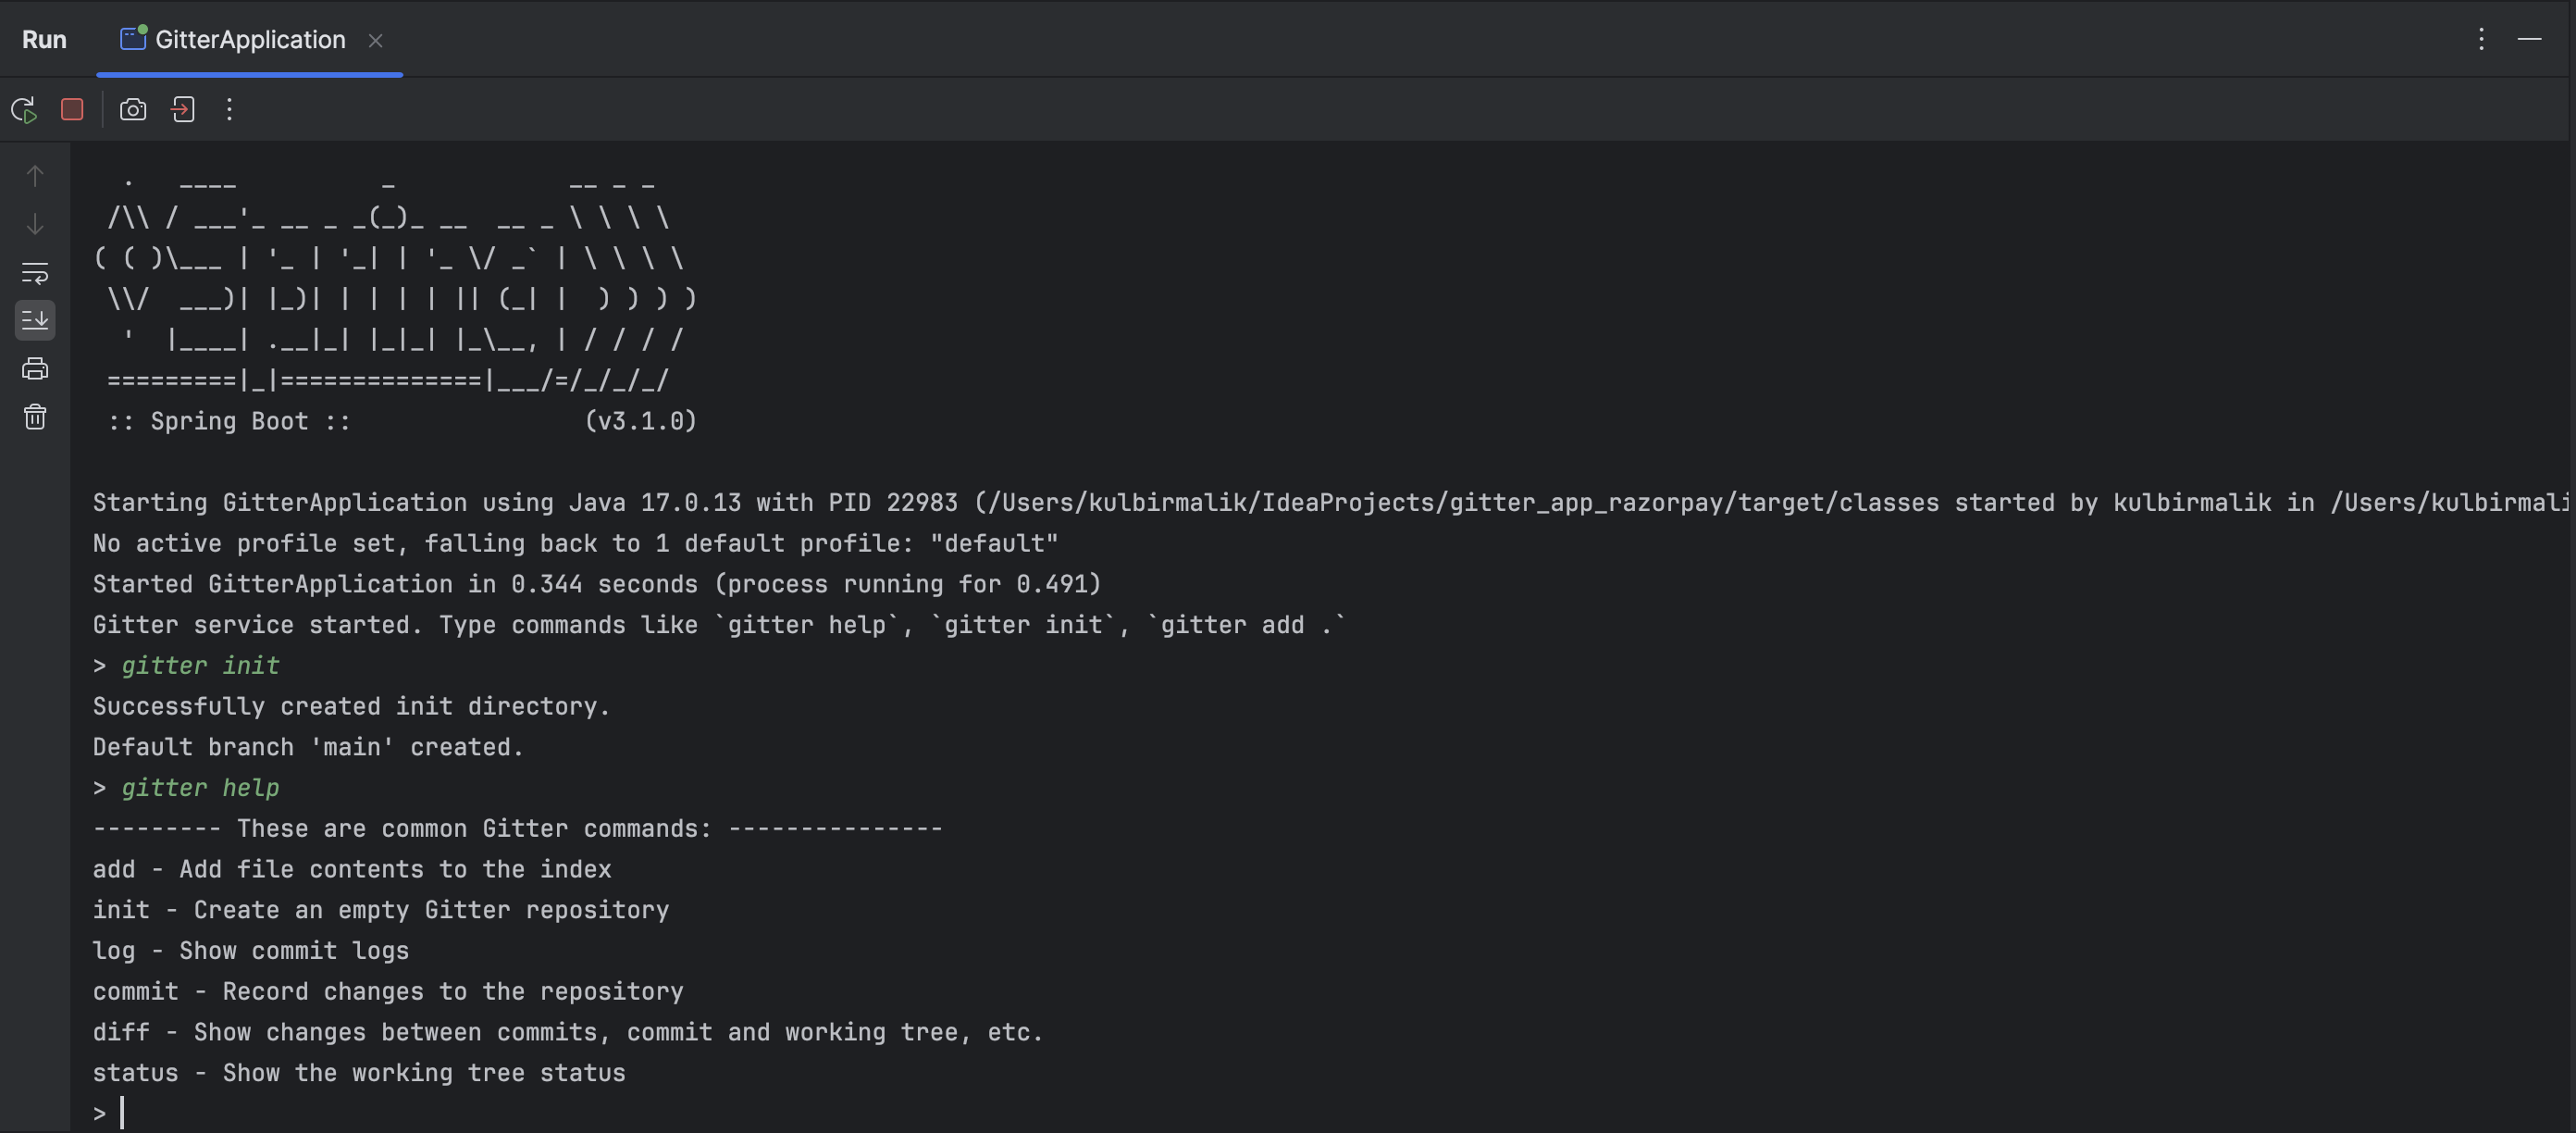 Run GitterApplication
  .   ____          _            __ _ _
 /\\ / ___'_ __ _ _(_)_ __  __ _ \ \ \ \
( ( )\___ | '_ | '_| | '_ \/ _` | \ \ \ \
 \\/  ___)| |_)| | | | | || (_| |  ) ) ) )
  '  |____| .__|_| |_|_| |_\__, | / / / /
 =========|_|==============|___/=/_/_/_/
 :: Spring Boot ::                (v3.1.0)
Starting GitterApplication using Java 17.0.13 with PID 22983 (/Users/kulbirmalik/IdeaProjects/gitter_app_razorpay/target/classes started by kulbirmalik in /Users/kulbirmali
No active profile set, falling back to 1 default profile: "default"
Started GitterApplication in 0.344 seconds (process running for 0.491)
Gitter service started. Type commands like `gitter help`, `gitter init`, `gitter add .`
> gitter init
Successfully created init directory.
Default branch 'main' created.
> gitter help
--------- These are common Gitter commands: ---------------
add - Add file contents to the index
init - Create an empty Gitter repository
log - Show commit logs
commit - Record changes to the repository
diff - Show changes between commits, commit and working tree, etc.
status - Show the working tree status
>